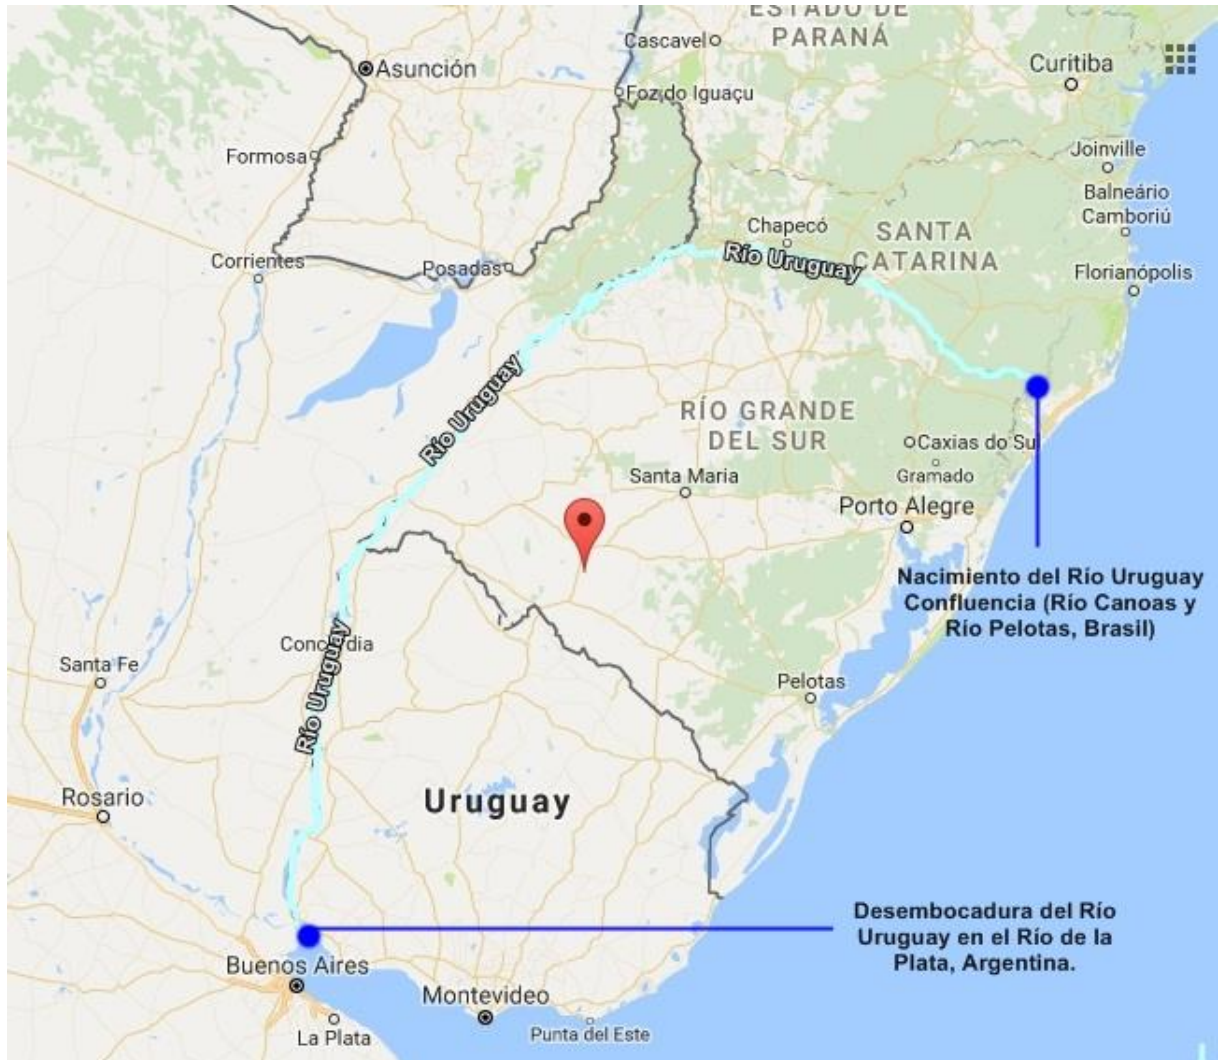 ESTADO DE
PARANÁ
Cascavel
Curitiba
Asunción
Foz do Iguaçu
Formosa
Joinville
Balneário
Camboriú
Chapecó
SANTA
CATARINA
Río Uruguay
Corrientes
Posadas
Florianópolis
Río Uruguay
RÍO GRANDE
DEL SUR
Caxias do Sul
Gramado
Santa Maria
Porto Alegre
Nacimiento del Río Uruguay
Confluencia (Río Canoas y
Río Pelotas, Brasil)
Concordia
Río Uruguay
Santa Fe
Pelotas
Rosario
Uruguay
Desembocadura del Río
Uruguay en el Río de la
Plata, Argentina.
Buenos Aires
Montevideo
La Plata
Punta del Este